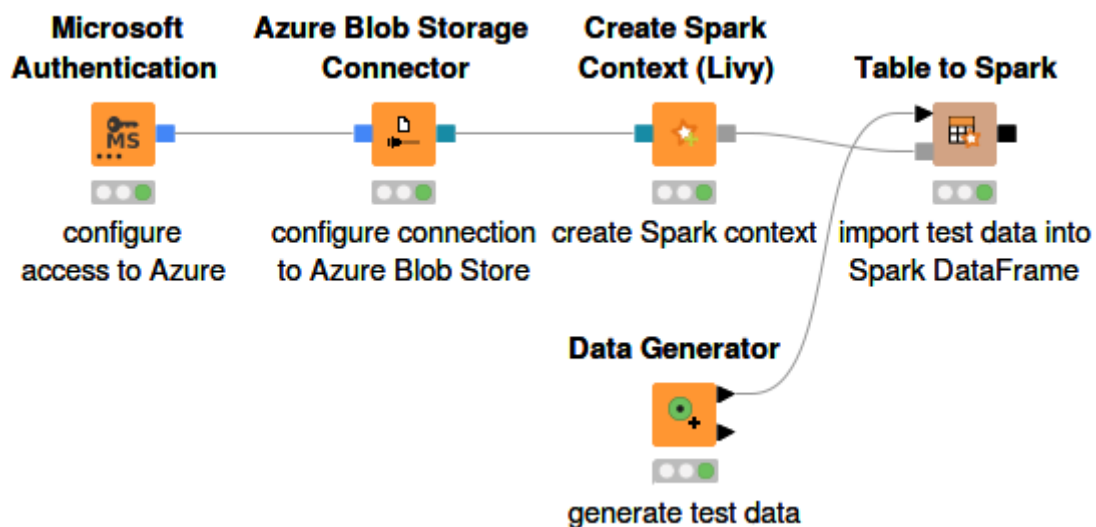 Microsoft
Authentication
MS
configure
access to Azure
Azure Blob Storage
Connector
configure connection
to Azure Blob Store
Create Spark
Context (Livy)
create Spark context
Table to Spark
import test data into
Spark DataFrame
Data Generator
generate test data